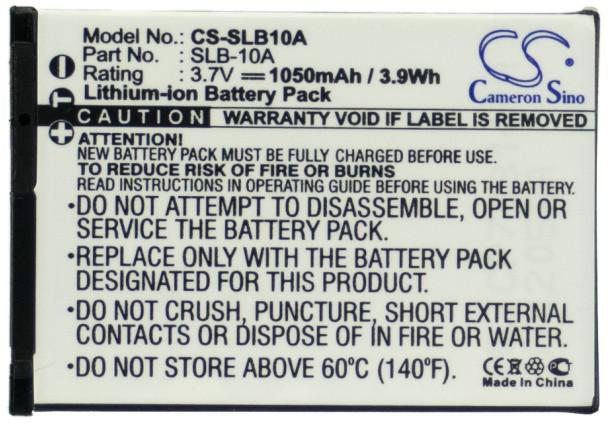 Model No.: CS-SLB10A
Part No. : SLB-10A
Rating : 3.7V 1050mAh / 3.9Wh
Lithium-ion Battery Pack
CS
Cameron Sino
CAUTION WARRANTY VOID IF LABEL IS REMOVED
T
ATTENTION!
NEW BATTERY PACK MUST BE FULLY CHARGED BEFORE USE.
TO REDUCE RISK OF FIRE OR BURNS
READ INSTRUCTIONS IN OPERATING GUIDE BEFORE USING THE BATTERY.
•DO NOT ATTEMPT TO DISASSEMBLE, OPEN OR
SERVICE THE BATTERY PACK.
•REPLACE ONLY WITH THE BATTERY PACK
DESIGNATED FOR THE EQUIPMENT.
•DO NOT CRUSH, PUNCTURE, SHORT EXTERNAL
CONTACTS OR DISPOSE OF IN FIRE OR WATER.
•DO NOT STORE ABOVE 60°C (140°F).
CE
Made In China